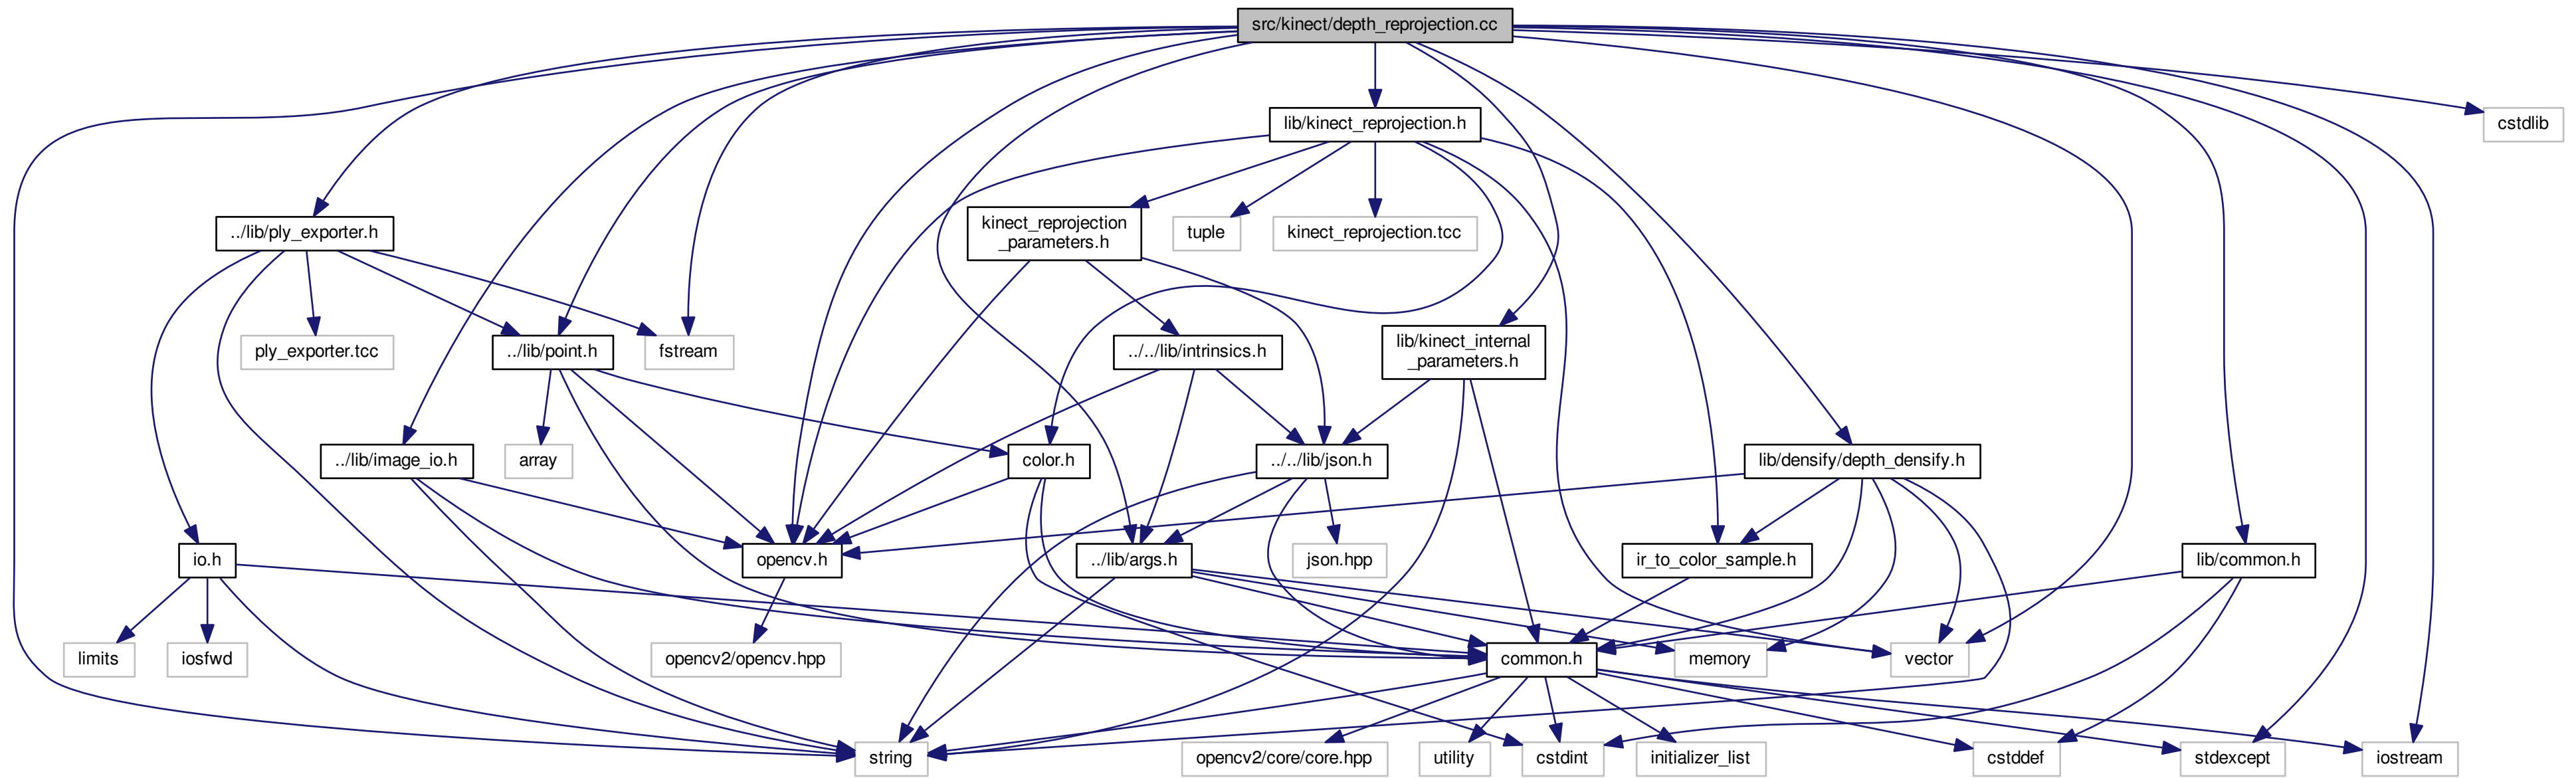 src/kinect/depth_reprojection.cc
lib/kinect_reprojection.h
cstdlib
../lib/ply_exporter.h
kinect_reprojection
_parameters.h
tuple
kinect_reprojection.tcc
ply_exporter.tcc
../lib/point.h
fstream
../../lib/intrinsics.h
lib/kinect_internal
_parameters.h
../lib/image_io.h
array
color.h
../../lib/json.h
lib/densify/depth_densify.h
io.h
opencv.h
../lib/args.h
json.hpp
ir_to_color_sample.h
lib/common.h
limits
iosfwd
opencv2/opencv.hpp
common.h
memory
vector
string
opencv2/core/core.hpp
utility
cstdint
initializer_list
cstddef
stdexcept
iostream